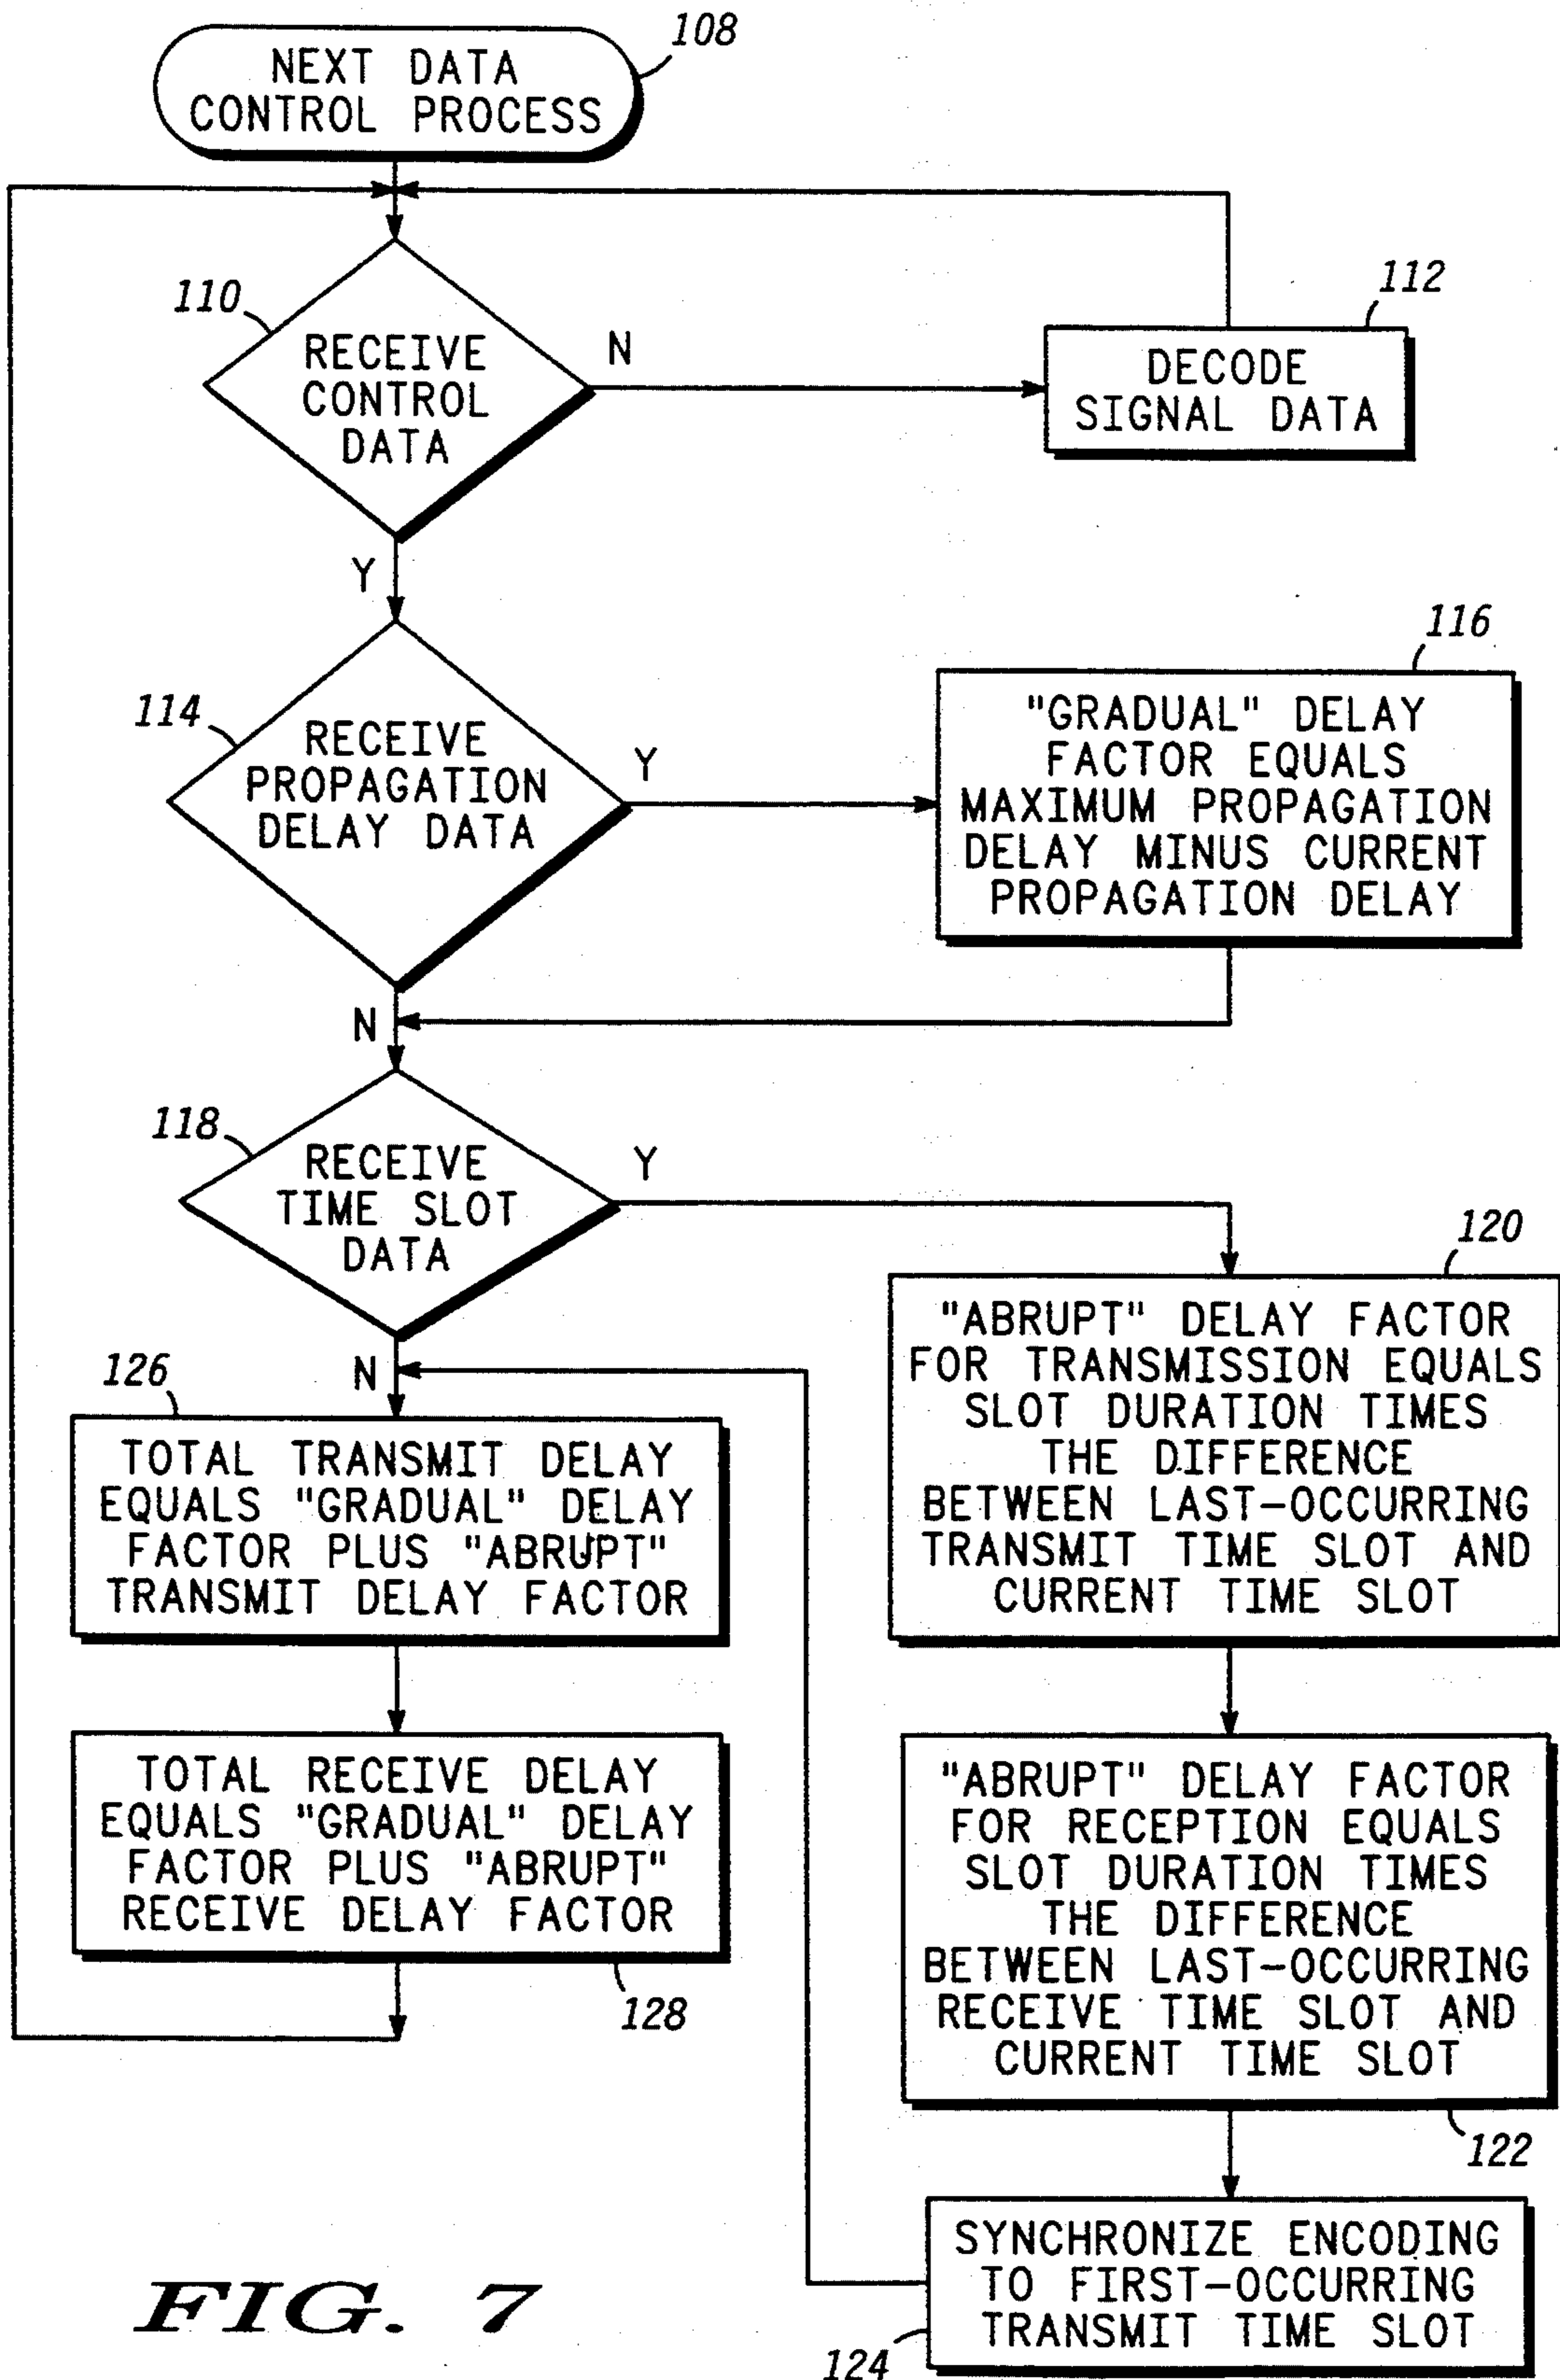 108
NEXT DATA
CONTROL PROCESS
110
RECEIVE
CONTROL
DATA
N
112
DECODE
SIGNAL DATA
Y
114
RECEIVE
PROPAGATION
DELAY DATA
Y
116
"GRADUAL" DELAY
FACTOR EQUALS
MAXIMUM PROPAGATION
DELAY MINUS CURRENT
PROPAGATION DELAY
N
118
RECEIVE
TIME SLOT
DATA
Y
120
"ABRUPT" DELAY FACTOR
FOR TRANSMISSION EQUALS
SLOT DURATION TIMES
THE DIFFERENCE
BETWEEN LAST-OCCURRING
TRANSMIT TIME SLOT AND
CURRENT TIME SLOT
N
126
TOTAL TRANSMIT DELAY
EQUALS "GRADUAL" DELAY
FACTOR PLUS "ABRUPT"
TRANSMIT DELAY FACTOR
TOTAL RECEIVE DELAY
EQUALS "GRADUAL" DELAY
FACTOR PLUS "ABRUPT"
RECEIVE DELAY FACTOR
128
"ABRUPT" DELAY FACTOR
FOR RECEPTION EQUALS
SLOT DURATION TIMES
THE DIFFERENCE
BETWEEN LAST-OCCURRING
RECEIVE TIME SLOT AND
CURRENT TIME SLOT
122
SYNCHRONIZE ENCODING
TO FIRST-OCCURRING
TRANSMIT TIME SLOT
124
FIG. 7